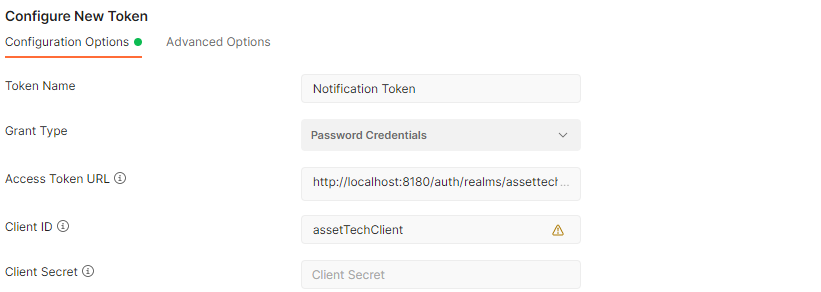 Configure New Token
Configuration Options Advanced Options
Token Name Notification Token
Grant Type Password Credentials
Access Token URL http://localhost:8180/auth/realms/assettech...
Client ID assetTechClient
Client Secret Client Secret